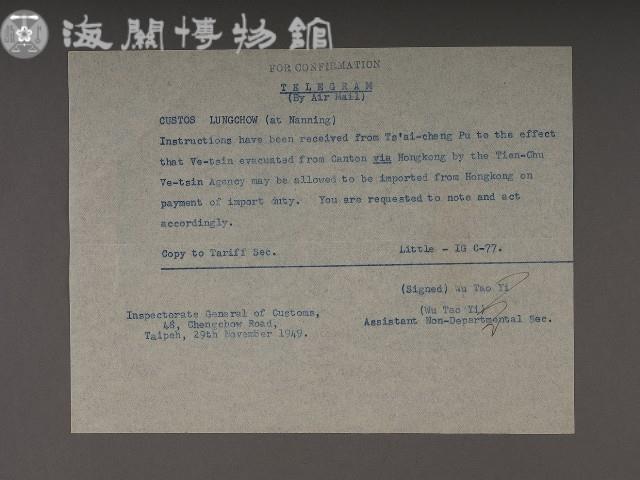 海關博物館
FOR CONFIRMATION
TELEGRAM
(By Air Mail)
CUSTOS LUNGCHOW (at Nanning)
Instructions have been received from Ts'ai-cheng Pu to the effect
that Ve-tsin evacuated from Canton via Hongkong by the Tien-Chu
Ve-tsin Agency may be allowed to be imported from Hongkong on
payment of import duty. You are requested to note and act
accordingly.
Copy to Tariff Sec. Little - IG C-77.
(Signed) Wu Tao Yi
(Wu Tao Yi)
Assistant Non-Departmental Sec.
Inspectorate General of Customs,
48, Chengchow Road,
Taipeh, 29th November 1949.